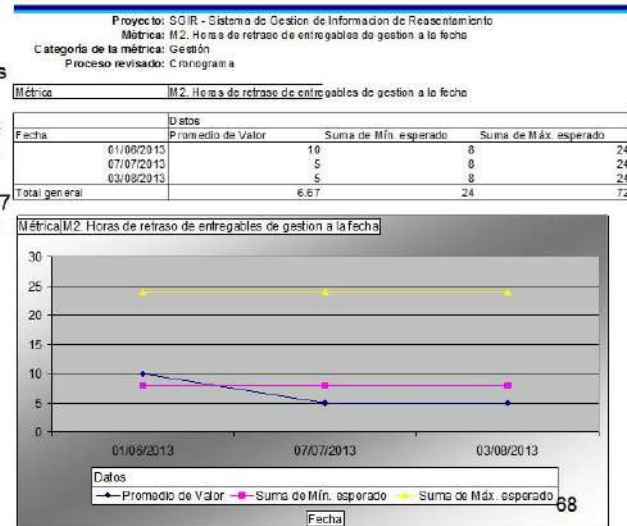 Proyecto: SGIR - Sistema de Gestion de Informacion de Reasentamiento
Métrica: M2. Horas de retraso de entregables de gestion a la fecha
Categoría de la métrica: Gestión
Proceso revisado: Cronograma
s
Métrica M2. Horas de retraso de entregables de gestion a la fecha
Datos
Fecha Promedio de Valor Suma de Mín. esperado Suma de Máx. esperado
01/06/2013 10 8 24
07/07/2013 5 8 24
03/08/2013 5 8 24
Total general 6.67 24 72
7
Métrica M2. Horas de retraso de entregables de gestion a la fecha
30
25
20
15
10
5
0
01/06/2013 07/07/2013 03/08/2013
Datos
Promedio de Valor Suma de Mín. esperado Suma de Máx. esperado
68
Fecha